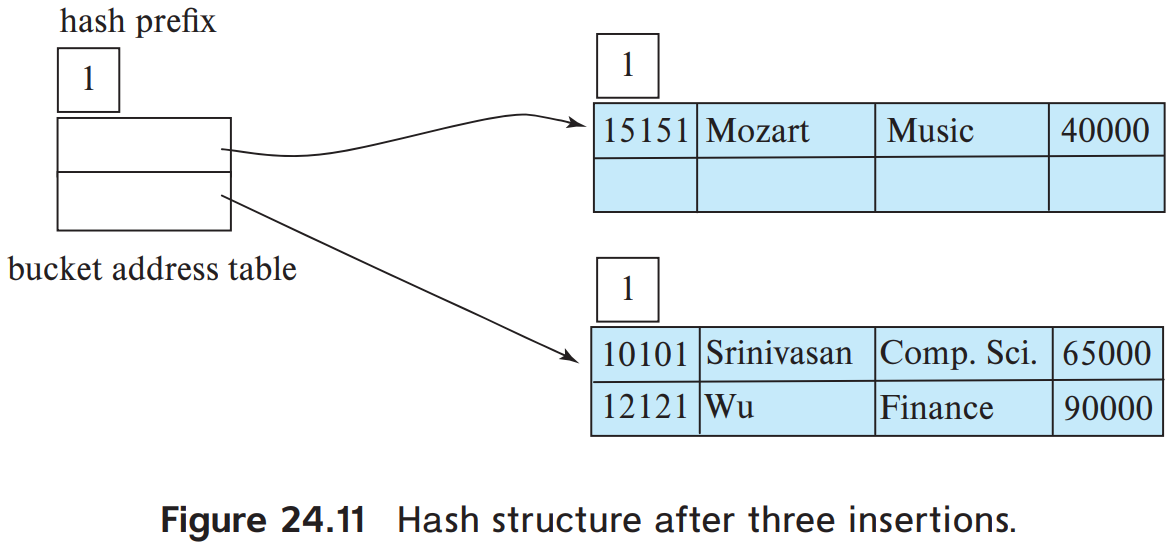 hash prefix
1
bucket address table
1
15151 Mozart Music 40000
1
10101 Srinivasan Comp. Sci. 65000
12121 Wu Finance 90000
Figure 24.11 Hash structure after three insertions.